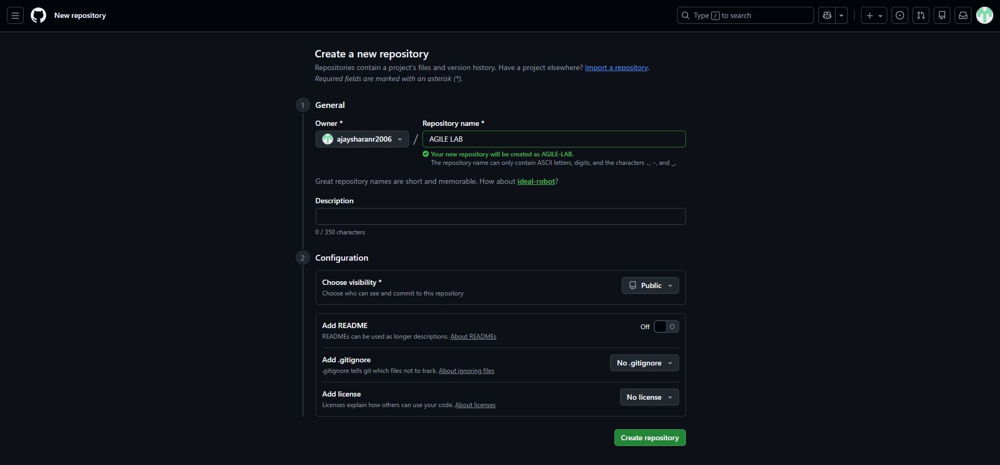 New repository
Type / to search
Create a new repository
Repositories contain a project's files and version history. Have a project elsewhere? Import a repository.
Required fields are marked with an asterisk (*).
1 General
Owner * Repository name *
ajaysharanr2006 / AGILE LAB
Your new repository will be created as AGILE-LAB.
The repository name can only contain ASCII letters, digits, and the characters ., -, and _.
Great repository names are short and memorable. How about ideal-robot?
Description
0 / 350 characters
2 Configuration
Choose visibility *
Choose who can see and commit to this repository
Public
Add README
READMEs can be used as longer descriptions. About READMEs
Off
Add .gitignore
.gitignore tells git which files not to track. About ignoring files
No .gitignore
Add license
Licenses explain how others can use your code. About licenses
No license
Create repository